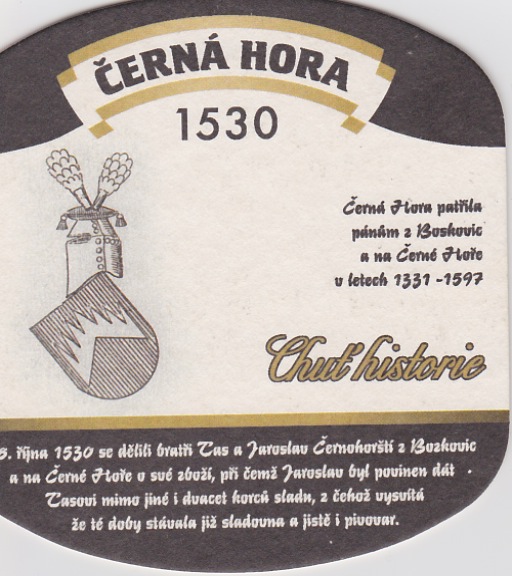 ČERNÁ HORA
1530
Černá Hora patřila
pánům z Boskovic
a na Černé Hoře
v letech 1331 -1597
Chuť historie
října 1530 se dělili bratři Tas a Jaroslav Černohorští z Bozkovic
a na Černé Hoře o své zboží, při čemž Jaroslav byl povinen dát
Tasovi mimo jiné i dvacet korců sladu, z čehož vysvítá
že té doby stávala již sladovna a jistě i pivovar.